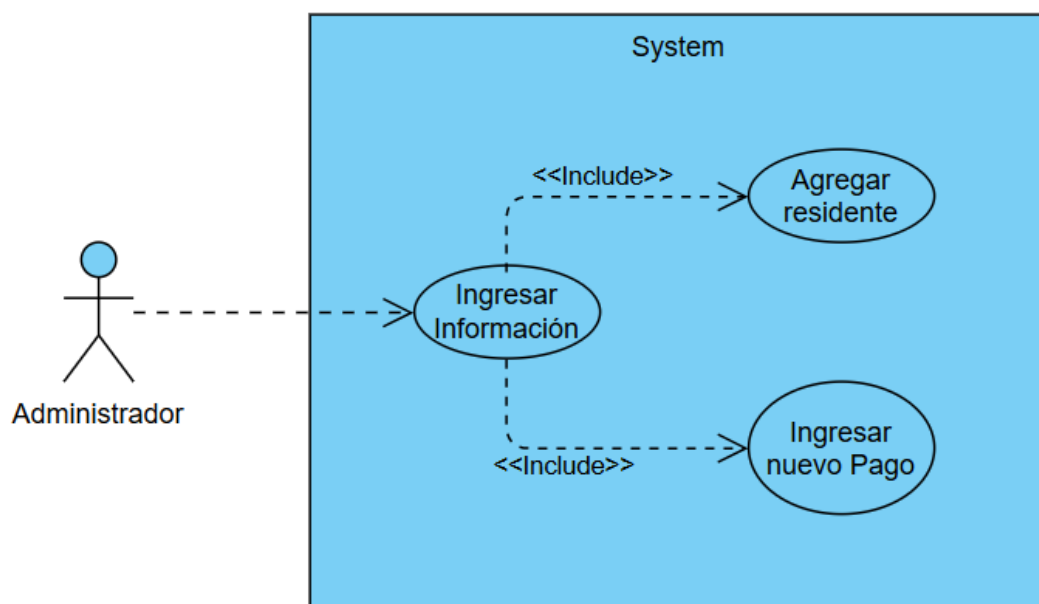 System
<<Include>>
Agregar
residente
Ingresar
Información
Administrador
<<Include>>
Ingresar
nuevo Pago